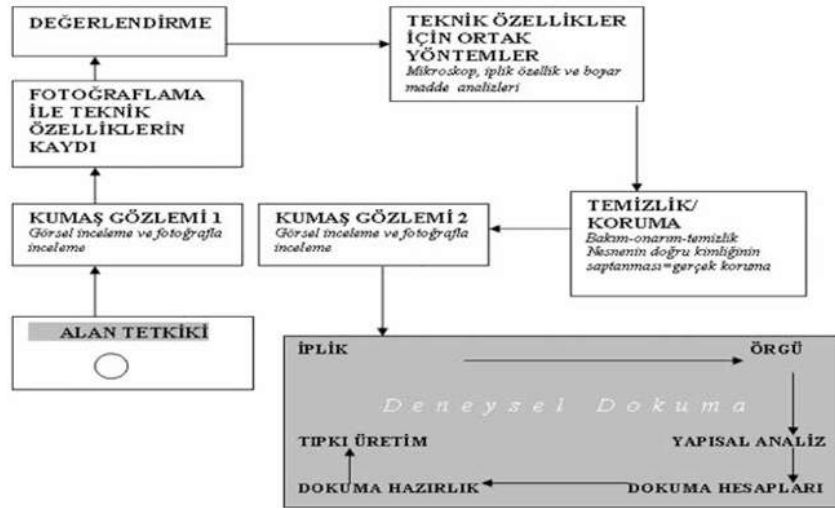 DEĞERLENDİRME
TEKNİK ÖZELLİKLER
İÇİN ORTAK
YÖNTEMLER
Mikroskop, iplik özellik ve boyar
madde analizleri
FOTOĞRAFLAMA
İLE TEKNİK
ÖZELLİKLERİN
KAYDI
KUMAŞ GÖZLEMİ 1
Görsel inceleme ve fotoğrafla
inceleme
KUMAŞ GÖZLEMİ 2
Görsel inceleme ve fotoğrafla
inceleme
TEMİZLİK/
KORUMA
Bakım-onarım-temizlik
Nesnenin doğru kimliğinin
saptanması=gerçek koruma
ALAN TETKİKİ
İPLİK
ÖRGÜ
Deneysel Dokuma
TIPKI ÜRETİM
YAPISAL ANALİZ
DOKUMA HAZIRLIK
DOKUMA HESAPLARI